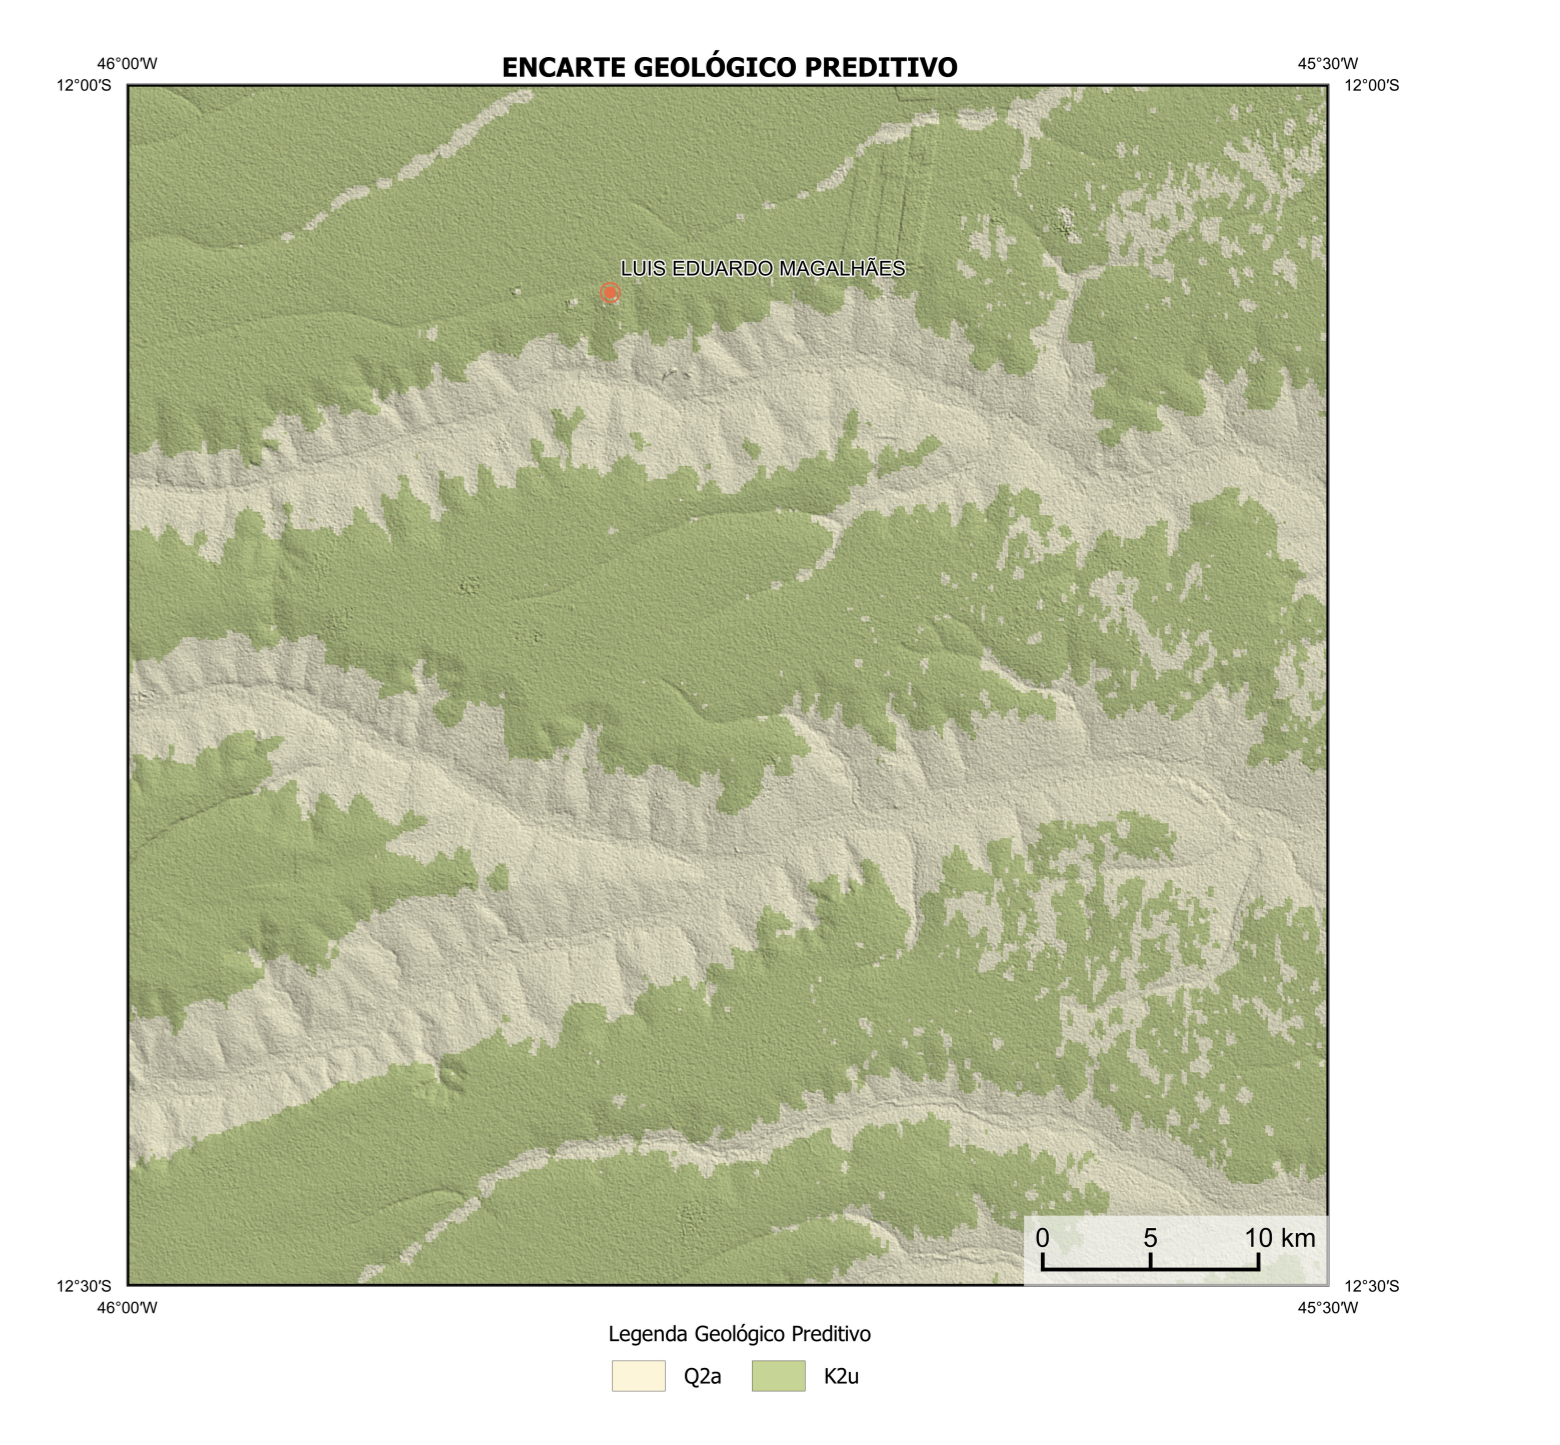 ENCARTE GEOLÓGICO PREDITIVO
46°00'W 45°30'W
12°00'S 12°00'S
LUIS EDUARDO MAGALHÃES
0 5 10 km
12°30'S 12°30'S
46°00'W 45°30'W
Legenda Geológico Preditivo
Q2a K2u